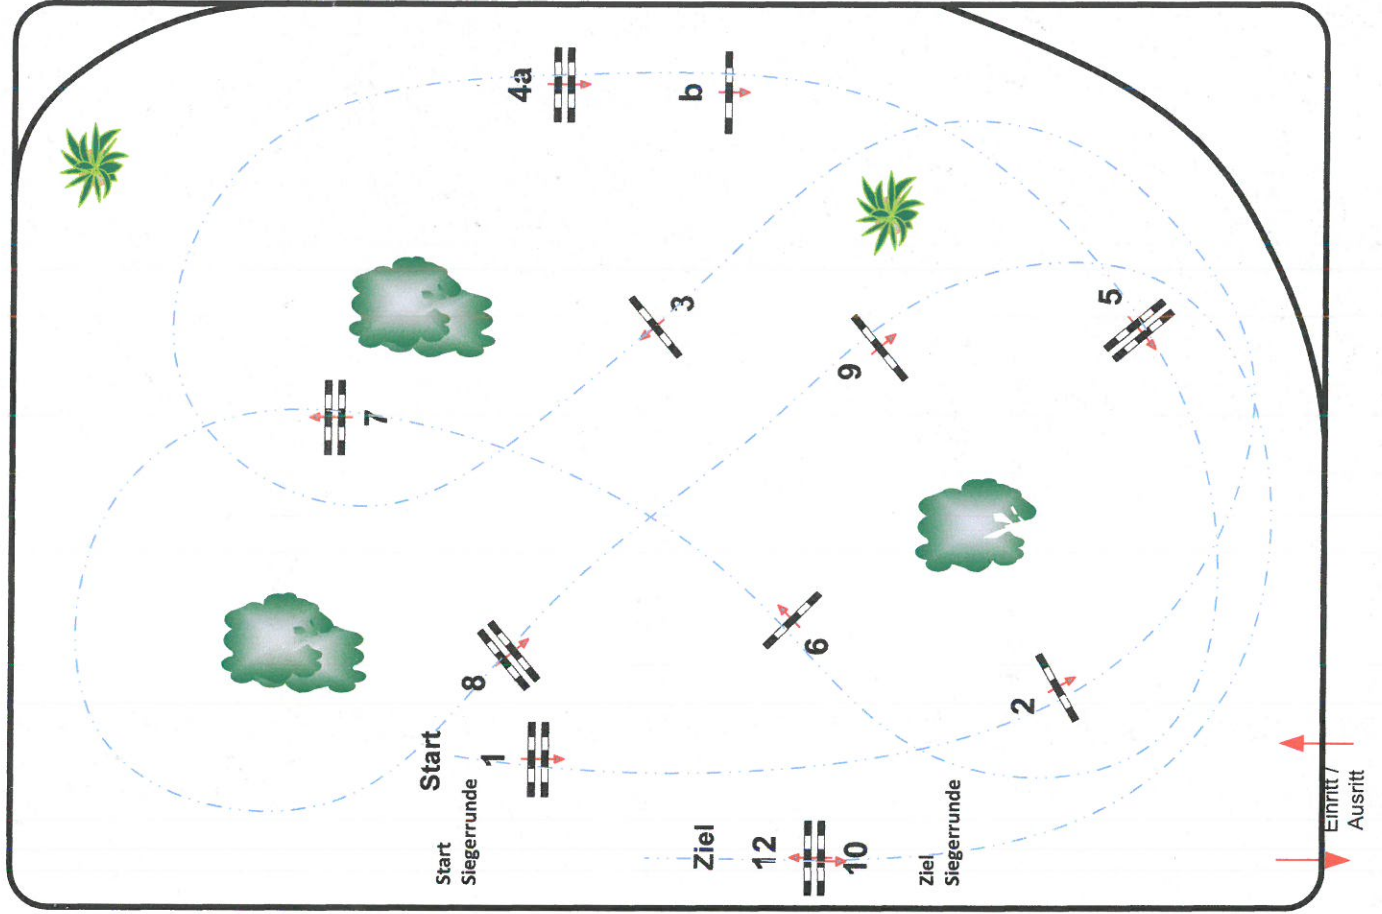 4a
b
3
5
7
9
8
6
2
Start
1
Start
Siegerrunde
Ziel
12
10
Ziel
Siegerrunde
Einritt /
Ausritt